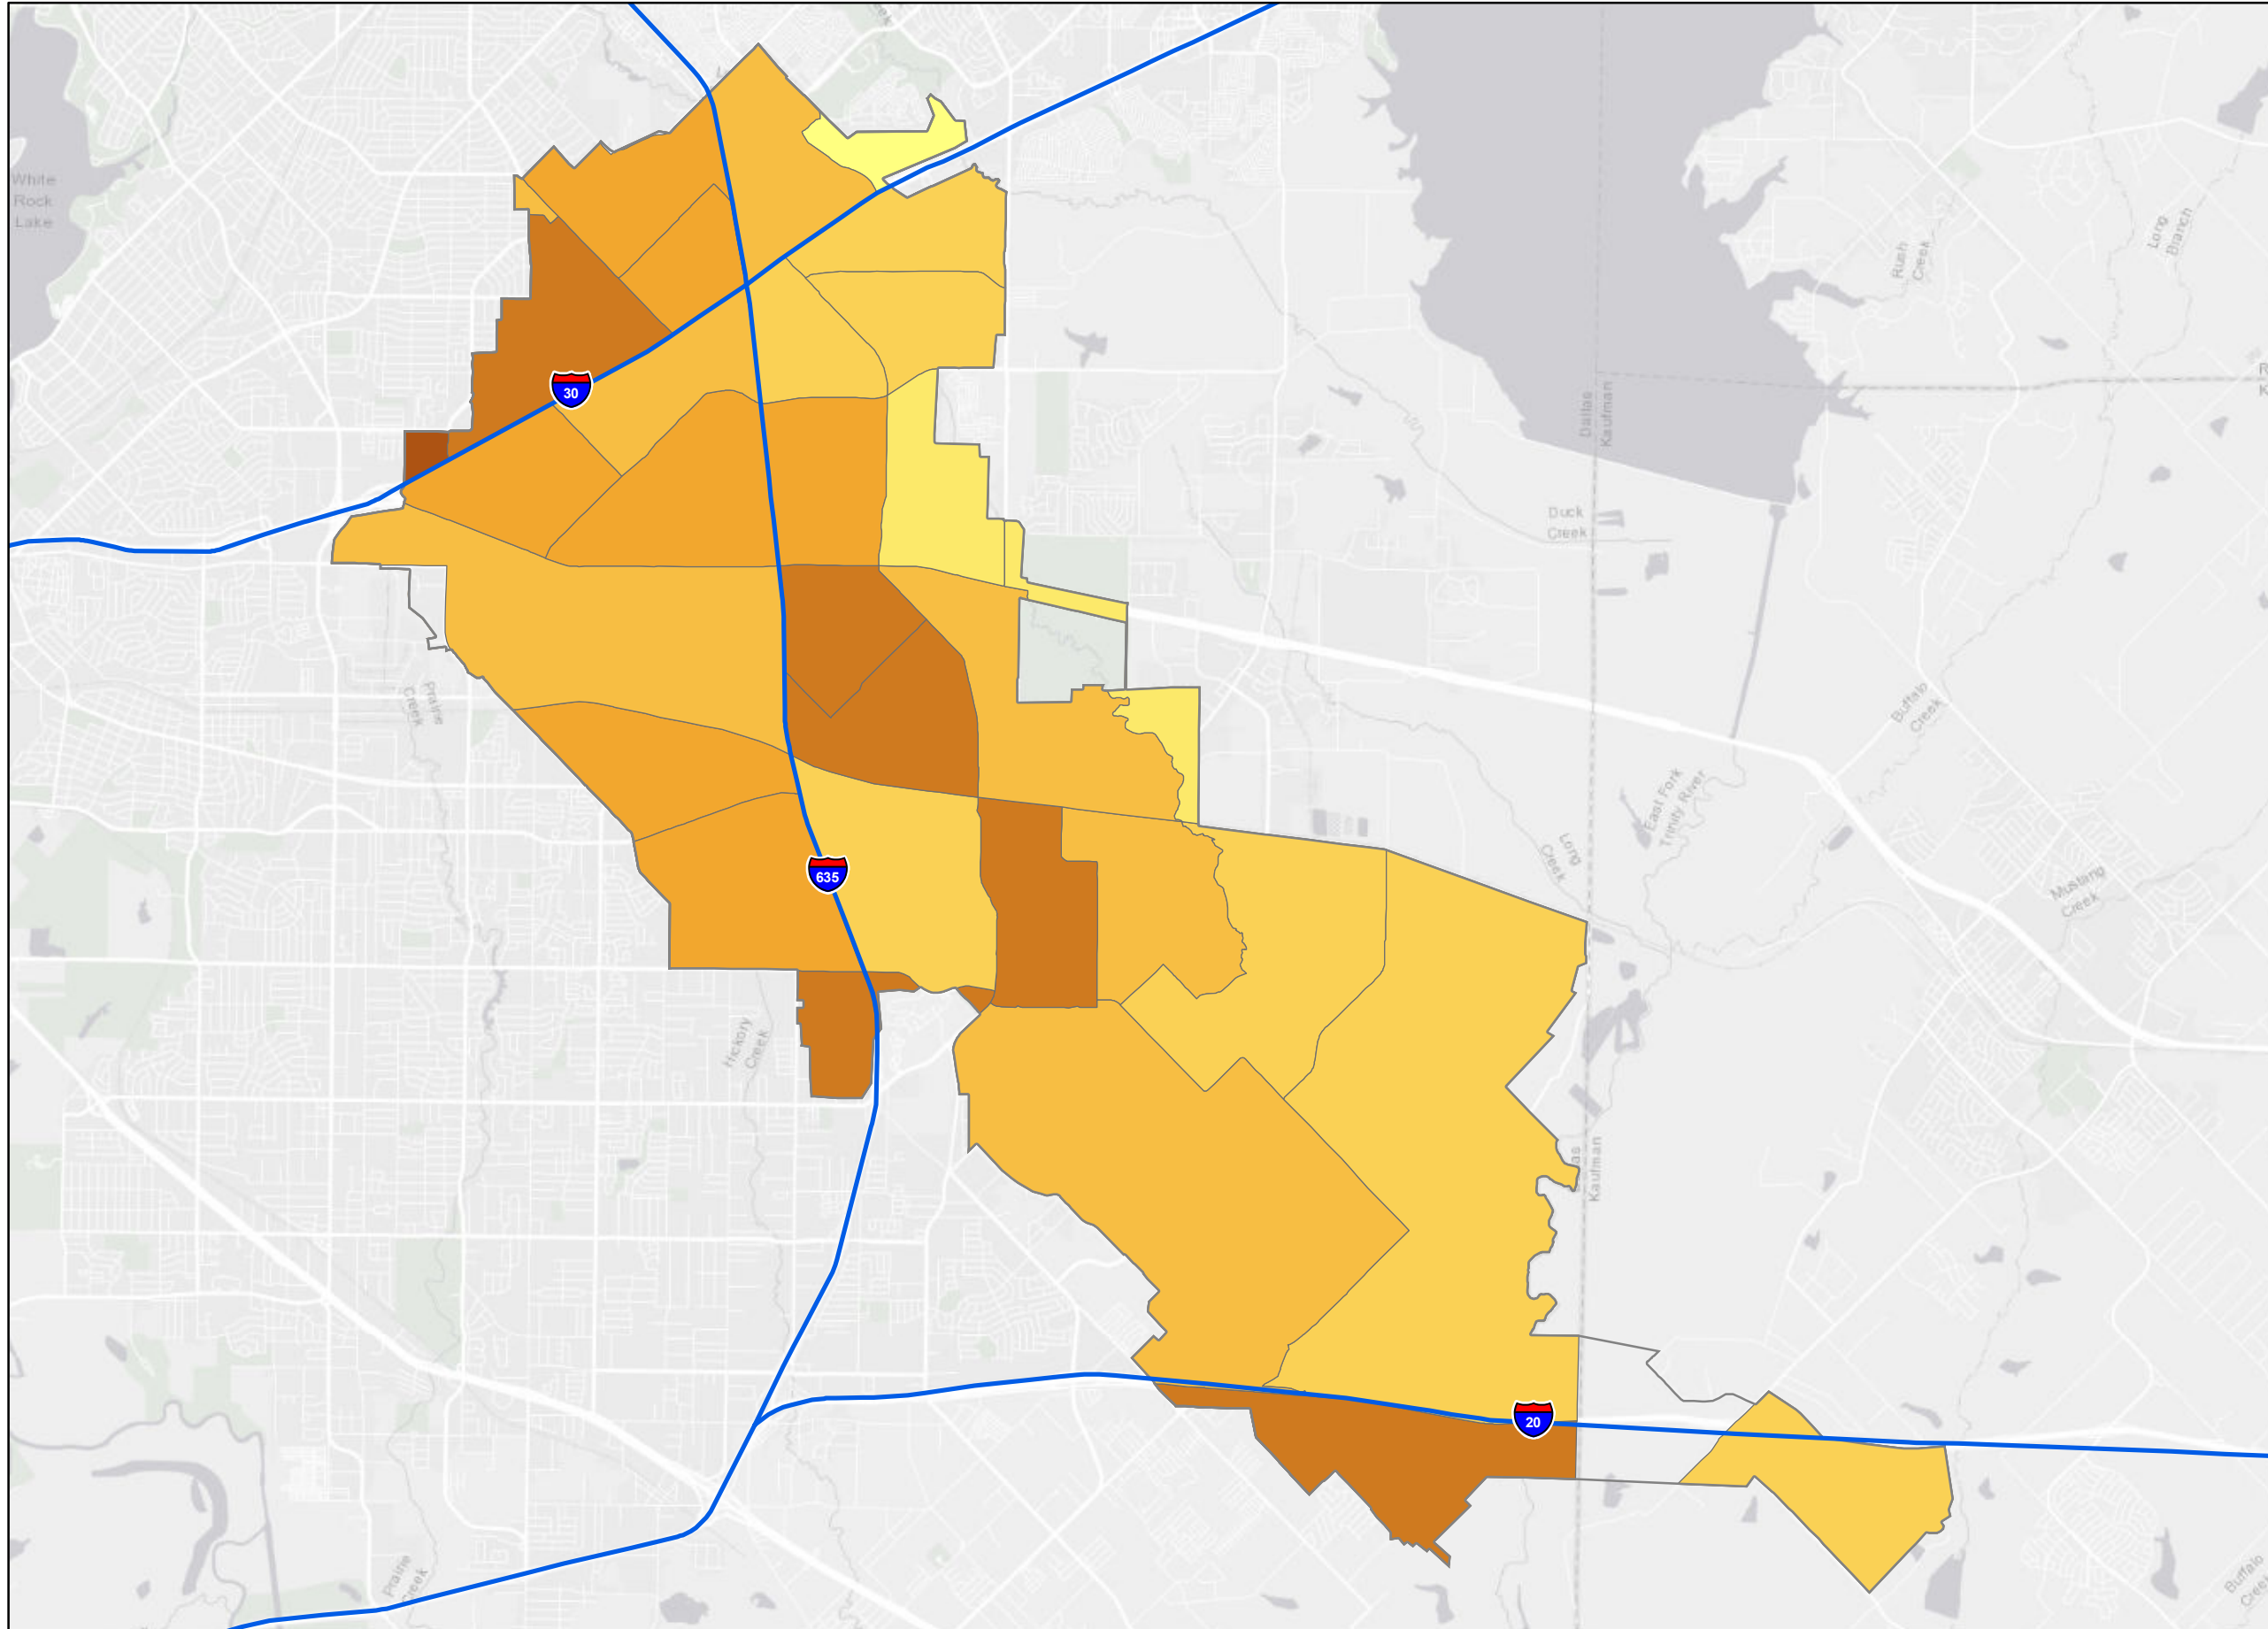 White
Rock
Lake
Long
Branch
Rush
Creek
Dallas
Kaufman
30
Duck
Creek
Prairie
Creek
Buffalo
Creek
East Fork
Trinity River
Long
Creek
635
Mustang
Creek
Hickory
Creek
Kaufman
20
Prairie
Creek
Buffalo
Creek